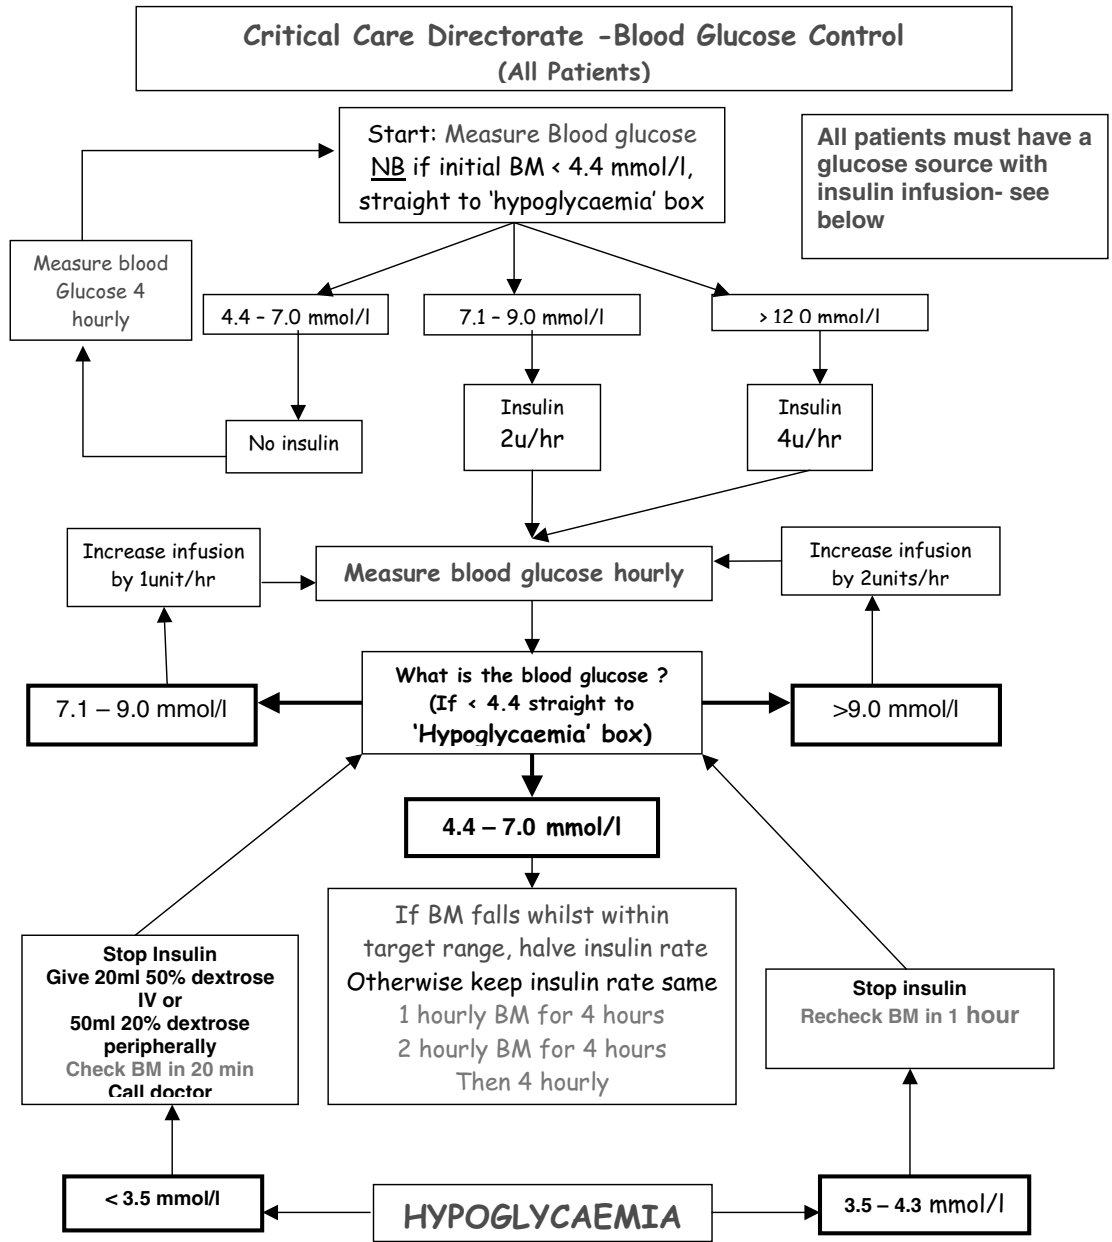 Critical Care Directorate -Blood Glucose Control
(All Patients)
Start: Measure Blood glucose
NB if initial BM < 4.4 mmol/l,
straight to ‘hypoglycaemia’ box
All patients must have a
glucose source with
insulin infusion- see
below
Measure blood
Glucose 4
hourly
4.4 – 7.0 mmol/l
7.1 – 9.0 mmol/l
> 12 0 mmol/l
Insulin
2u/hr
Insulin
4u/hr
No insulin
Increase infusion
by 1unit/hr
Measure blood glucose hourly
Increase infusion
by 2units/hr
What is the blood glucose ?
(If < 4.4 straight to
‘Hypoglycaemia’ box)
7.1 – 9.0 mmol/l
>9.0 mmol/l
4.4 – 7.0 mmol/l
If BM falls whilst within
target range, halve insulin rate
Otherwise keep insulin rate same
1 hourly BM for 4 hours
2 hourly BM for 4 hours
Then 4 hourly
Stop Insulin
Give 20ml 50% dextrose
IV or
50ml 20% dextrose
peripherally
Check BM in 20 min
Call doctor
Stop insulin
Recheck BM in 1 hour
< 3.5 mmol/l
HYPOGLYCAEMIA
3.5 – 4.3 mmol/l